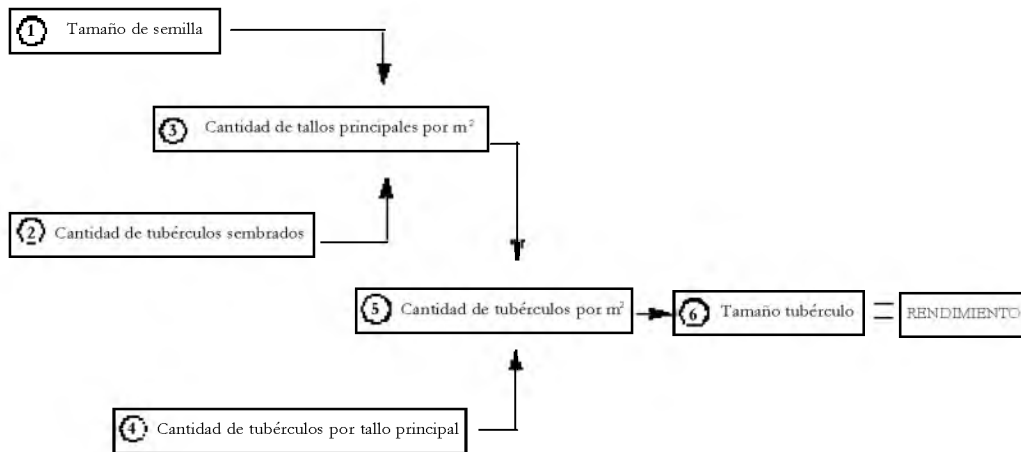 1 Tamaño de semilla
3 Cantidad de tallos principales por m²
2 Cantidad de tubérculos sembrados
5 Cantidad de tubérculos por m²
6 Tamaño tubérculo
=
RENDIMIENTO
4 Cantidad de tubérculos por tallo principal